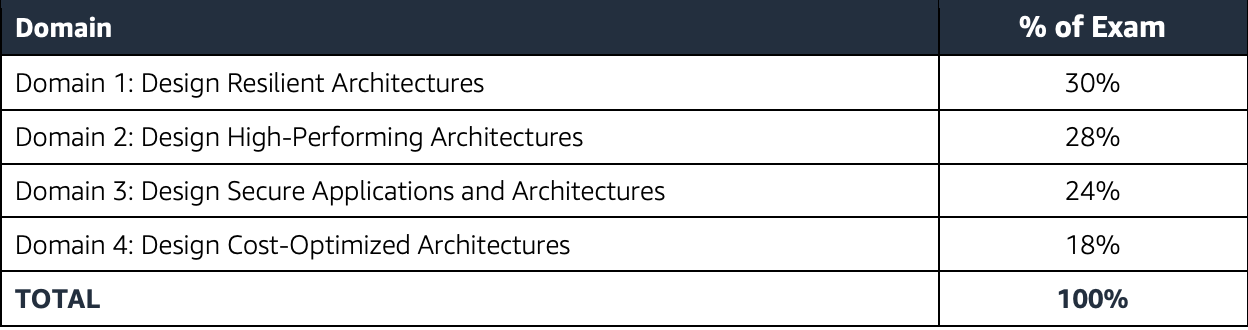 Domain % of Exam
Domain 1: Design Resilient Architectures 30%
Domain 2: Design High-Performing Architectures 28%
Domain 3: Design Secure Applications and Architectures 24%
Domain 4: Design Cost-Optimized Architectures 18%
TOTAL 100%